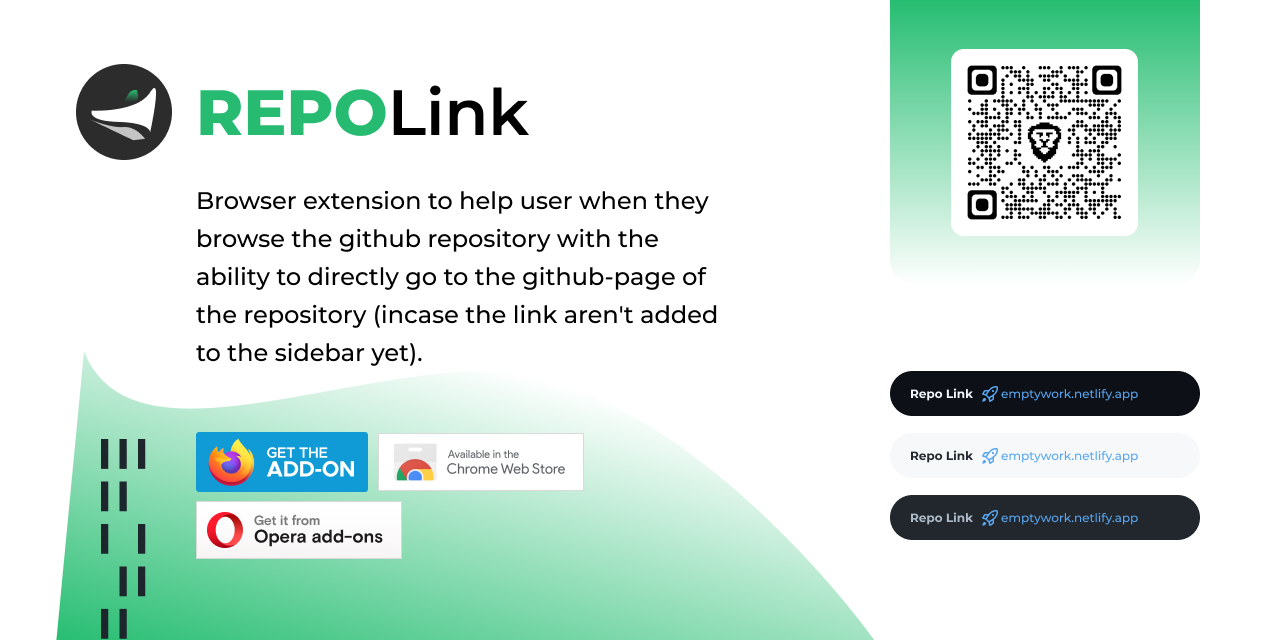 REPOLink
Browser extension to help user when they
browse the github repository with the
ability to directly go to the github-page of
the repository (incase the link aren't added
to the sidebar yet).
GET THE
ADD-ON
Available in the
Chrome Web Store
Get it from
Opera add-ons
Repo Link emptywork.netlify.app
Repo Link emptywork.netlify.app
Repo Link emptywork.netlify.app